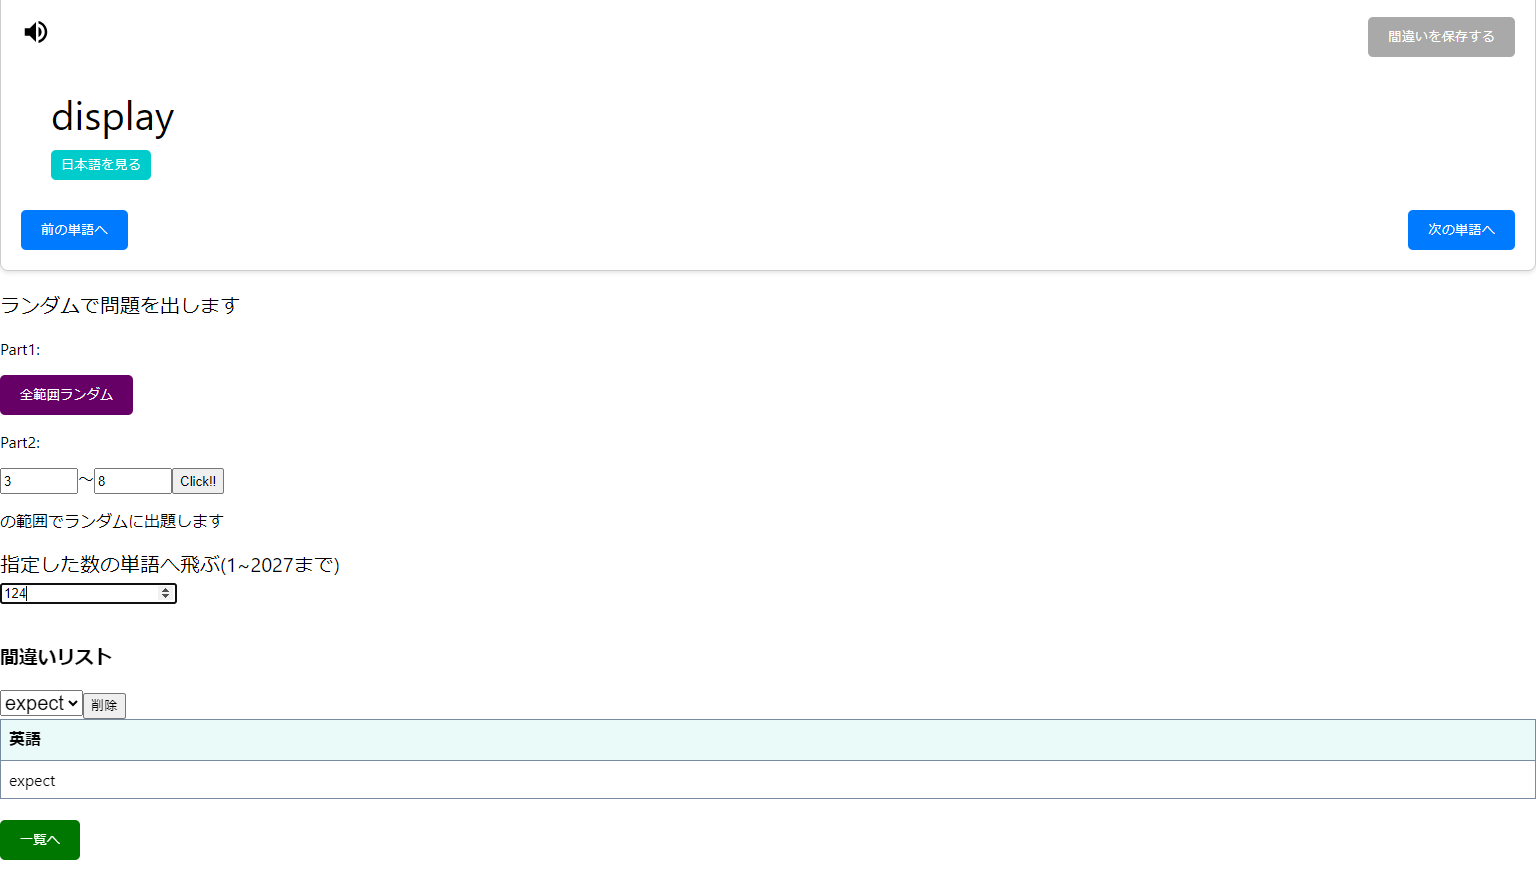 間違いを保存する
display
日本語を見る
前の単語へ
次の単語へ
ランダムで問題を出します
Part1:
全範囲ランダム
Part2:
3 ～ 8 Click!!
の範囲でランダムに出題します
指定した数の単語へ飛ぶ(1~2027まで)
124
間違いリスト
expect 削除
英語
expect
一覧へ